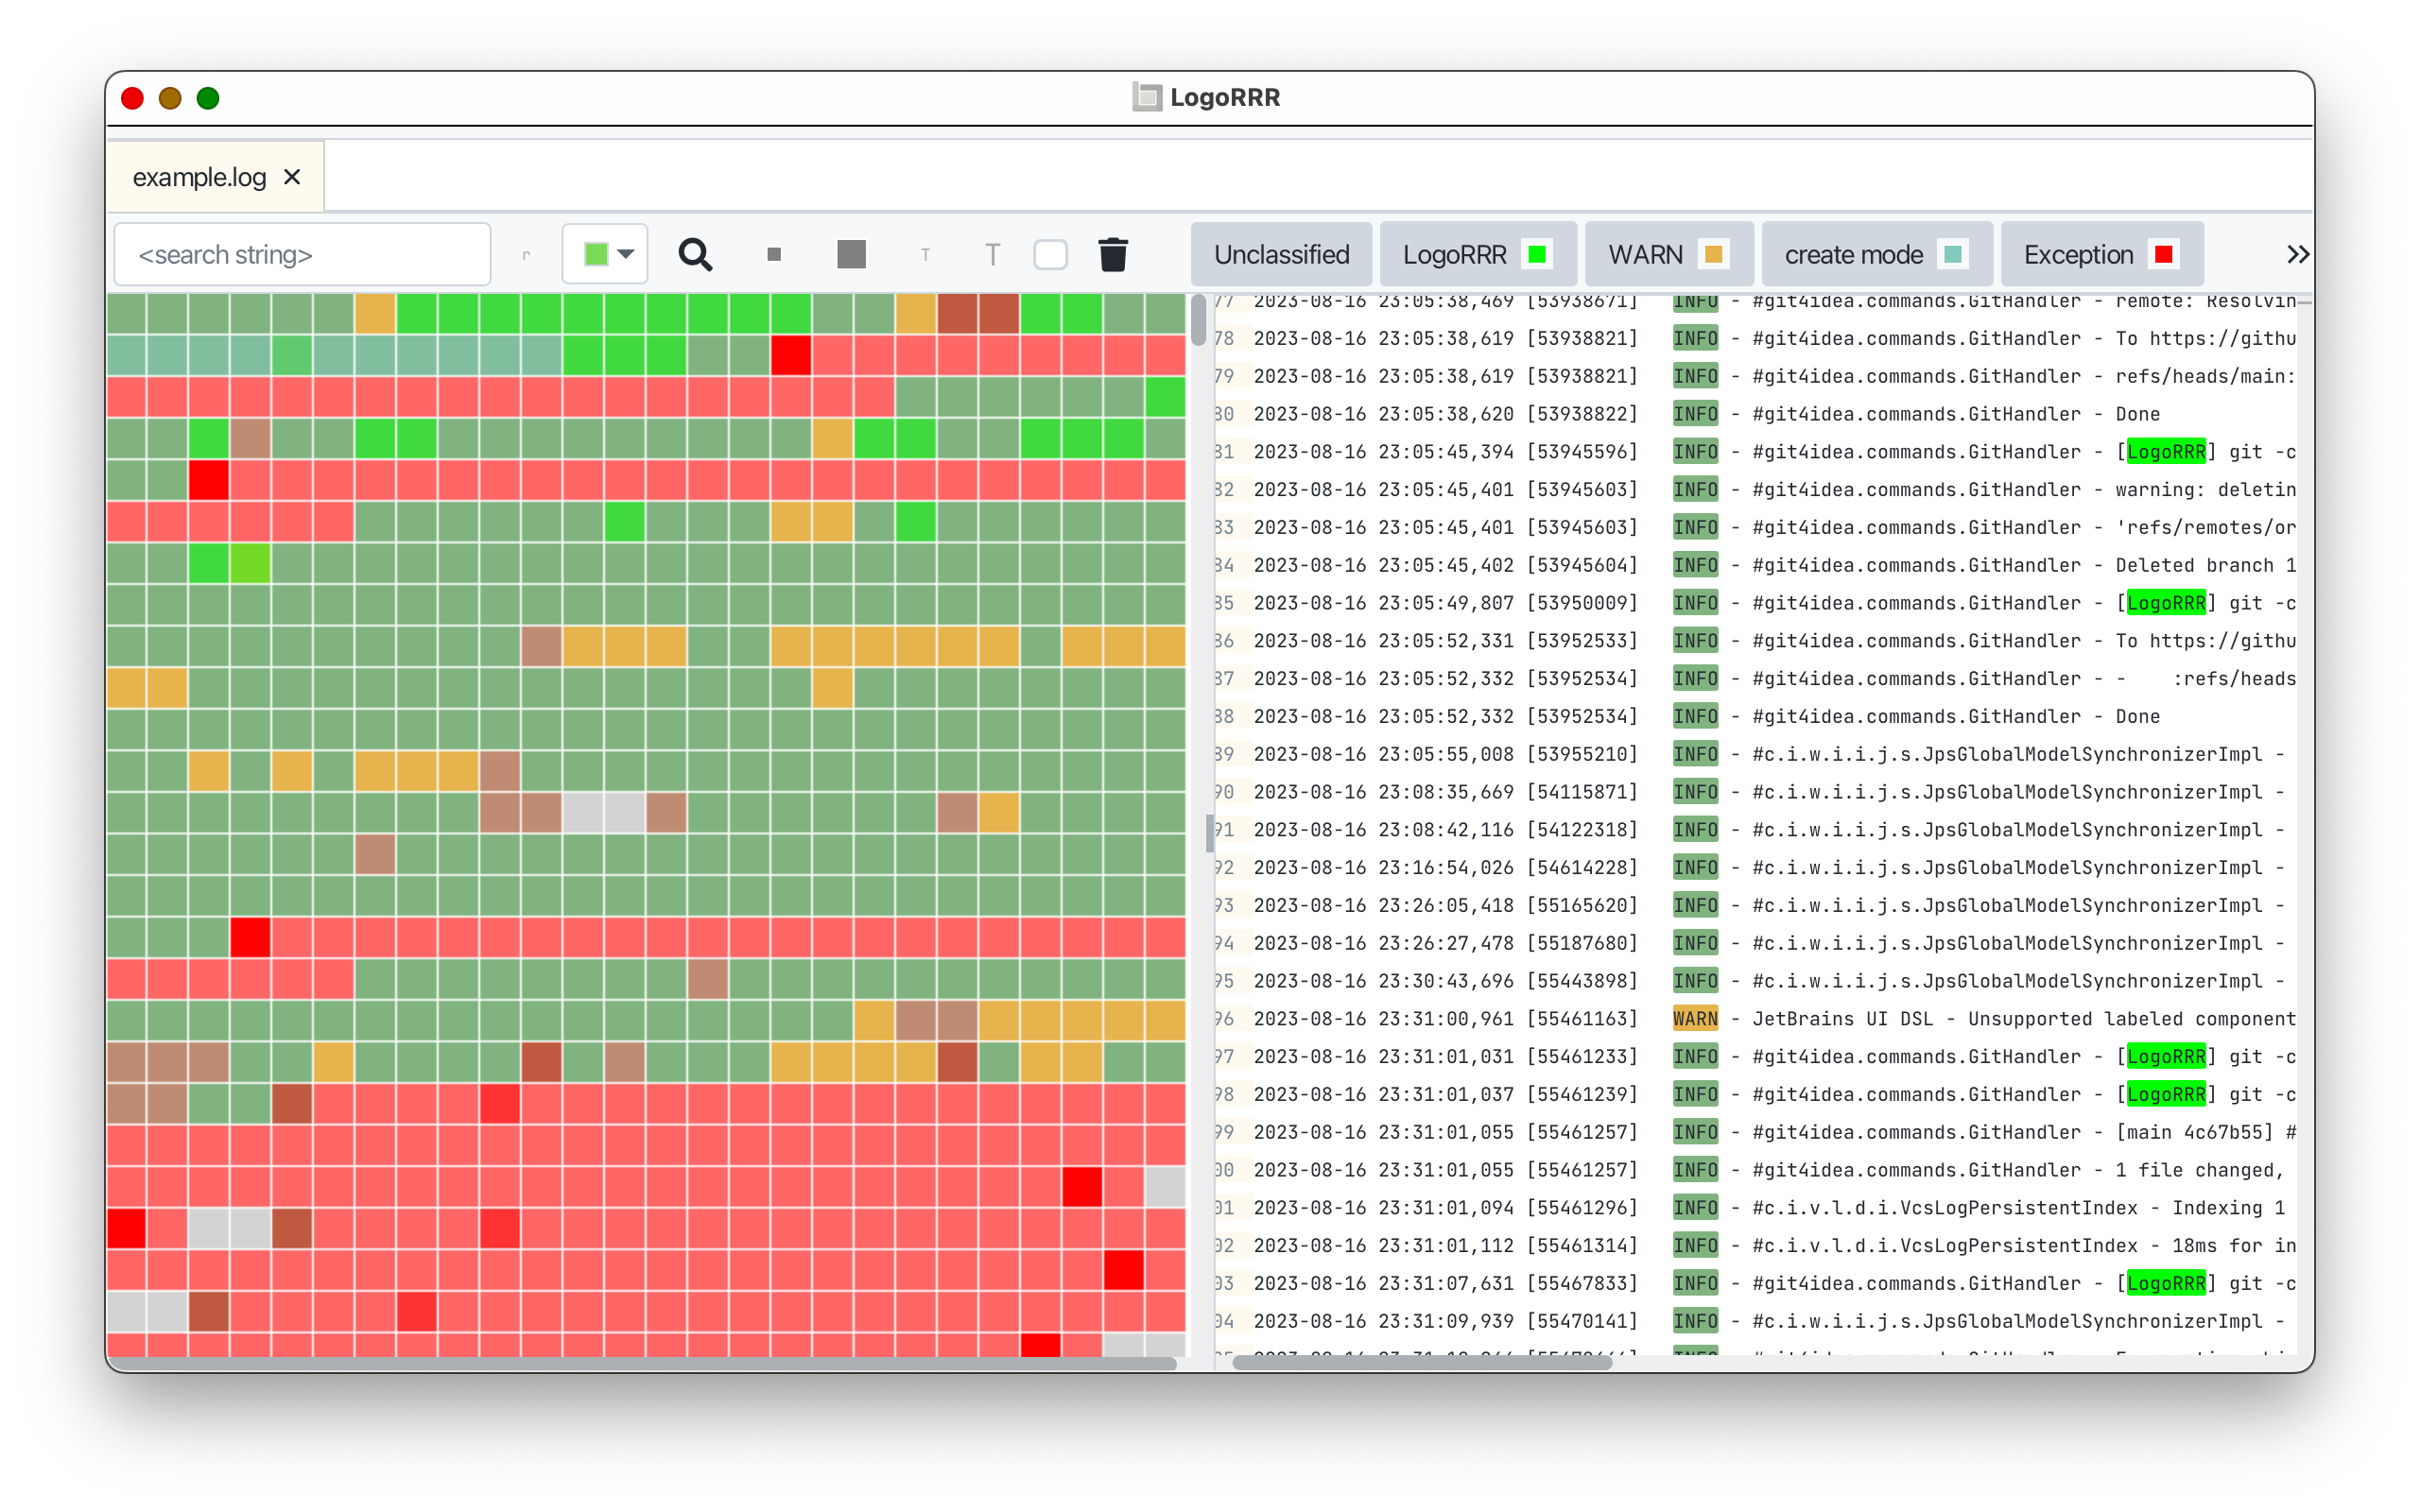 LogoRRR
example.log ×
<search string> r T T Unclassified LogoRRR WARN create mode Exception »
77 2023-08-16 23:05:38,469 [53938671] INFO - #git4idea.commands.GitHandler - remote: Resolvin
78 2023-08-16 23:05:38,619 [53938821] INFO - #git4idea.commands.GitHandler - To https://githu
79 2023-08-16 23:05:38,619 [53938821] INFO - #git4idea.commands.GitHandler - refs/heads/main:
80 2023-08-16 23:05:38,620 [53938822] INFO - #git4idea.commands.GitHandler - Done
81 2023-08-16 23:05:45,394 [53945596] INFO - #git4idea.commands.GitHandler - [LogoRRR] git -c
82 2023-08-16 23:05:45,401 [53945603] INFO - #git4idea.commands.GitHandler - warning: deletin
83 2023-08-16 23:05:45,401 [53945603] INFO - #git4idea.commands.GitHandler - 'refs/remotes/or
84 2023-08-16 23:05:45,402 [53945604] INFO - #git4idea.commands.GitHandler - Deleted branch 1
85 2023-08-16 23:05:49,807 [53950009] INFO - #git4idea.commands.GitHandler - [LogoRRR] git -c
86 2023-08-16 23:05:52,331 [53952533] INFO - #git4idea.commands.GitHandler - To https://githu
87 2023-08-16 23:05:52,332 [53952534] INFO - #git4idea.commands.GitHandler - - :refs/heads
88 2023-08-16 23:05:52,332 [53952534] INFO - #git4idea.commands.GitHandler - Done
89 2023-08-16 23:05:55,008 [53955210] INFO - #c.i.w.i.i.j.s.JpsGlobalModelSynchronizerImpl -
90 2023-08-16 23:08:35,669 [54115871] INFO - #c.i.w.i.i.j.s.JpsGlobalModelSynchronizerImpl -
91 2023-08-16 23:08:42,116 [54122318] INFO - #c.i.w.i.i.j.s.JpsGlobalModelSynchronizerImpl -
92 2023-08-16 23:16:54,026 [54614228] INFO - #c.i.w.i.i.j.s.JpsGlobalModelSynchronizerImpl -
93 2023-08-16 23:26:05,418 [55165620] INFO - #c.i.w.i.i.j.s.JpsGlobalModelSynchronizerImpl -
94 2023-08-16 23:26:27,478 [55187680] INFO - #c.i.w.i.i.j.s.JpsGlobalModelSynchronizerImpl -
95 2023-08-16 23:30:43,696 [55443898] INFO - #c.i.w.i.i.j.s.JpsGlobalModelSynchronizerImpl -
96 2023-08-16 23:31:00,961 [55461163] WARN - JetBrains UI DSL - Unsupported labeled component
97 2023-08-16 23:31:01,031 [55461233] INFO - #git4idea.commands.GitHandler - [LogoRRR] git -c
98 2023-08-16 23:31:01,037 [55461239] INFO - #git4idea.commands.GitHandler - [LogoRRR] git -c
99 2023-08-16 23:31:01,055 [55461257] INFO - #git4idea.commands.GitHandler - [main 4c67b55] #
00 2023-08-16 23:31:01,055 [55461257] INFO - #git4idea.commands.GitHandler - 1 file changed,
01 2023-08-16 23:31:01,094 [55461296] INFO - #c.i.v.l.d.i.VcsLogPersistentIndex - Indexing 1
02 2023-08-16 23:31:01,112 [55461314] INFO - #c.i.v.l.d.i.VcsLogPersistentIndex - 18ms for in
03 2023-08-16 23:31:07,631 [55467833] INFO - #git4idea.commands.GitHandler - [LogoRRR] git -c
04 2023-08-16 23:31:09,939 [55470141] INFO - #c.i.w.i.i.j.s.JpsGlobalModelSynchronizerImpl -